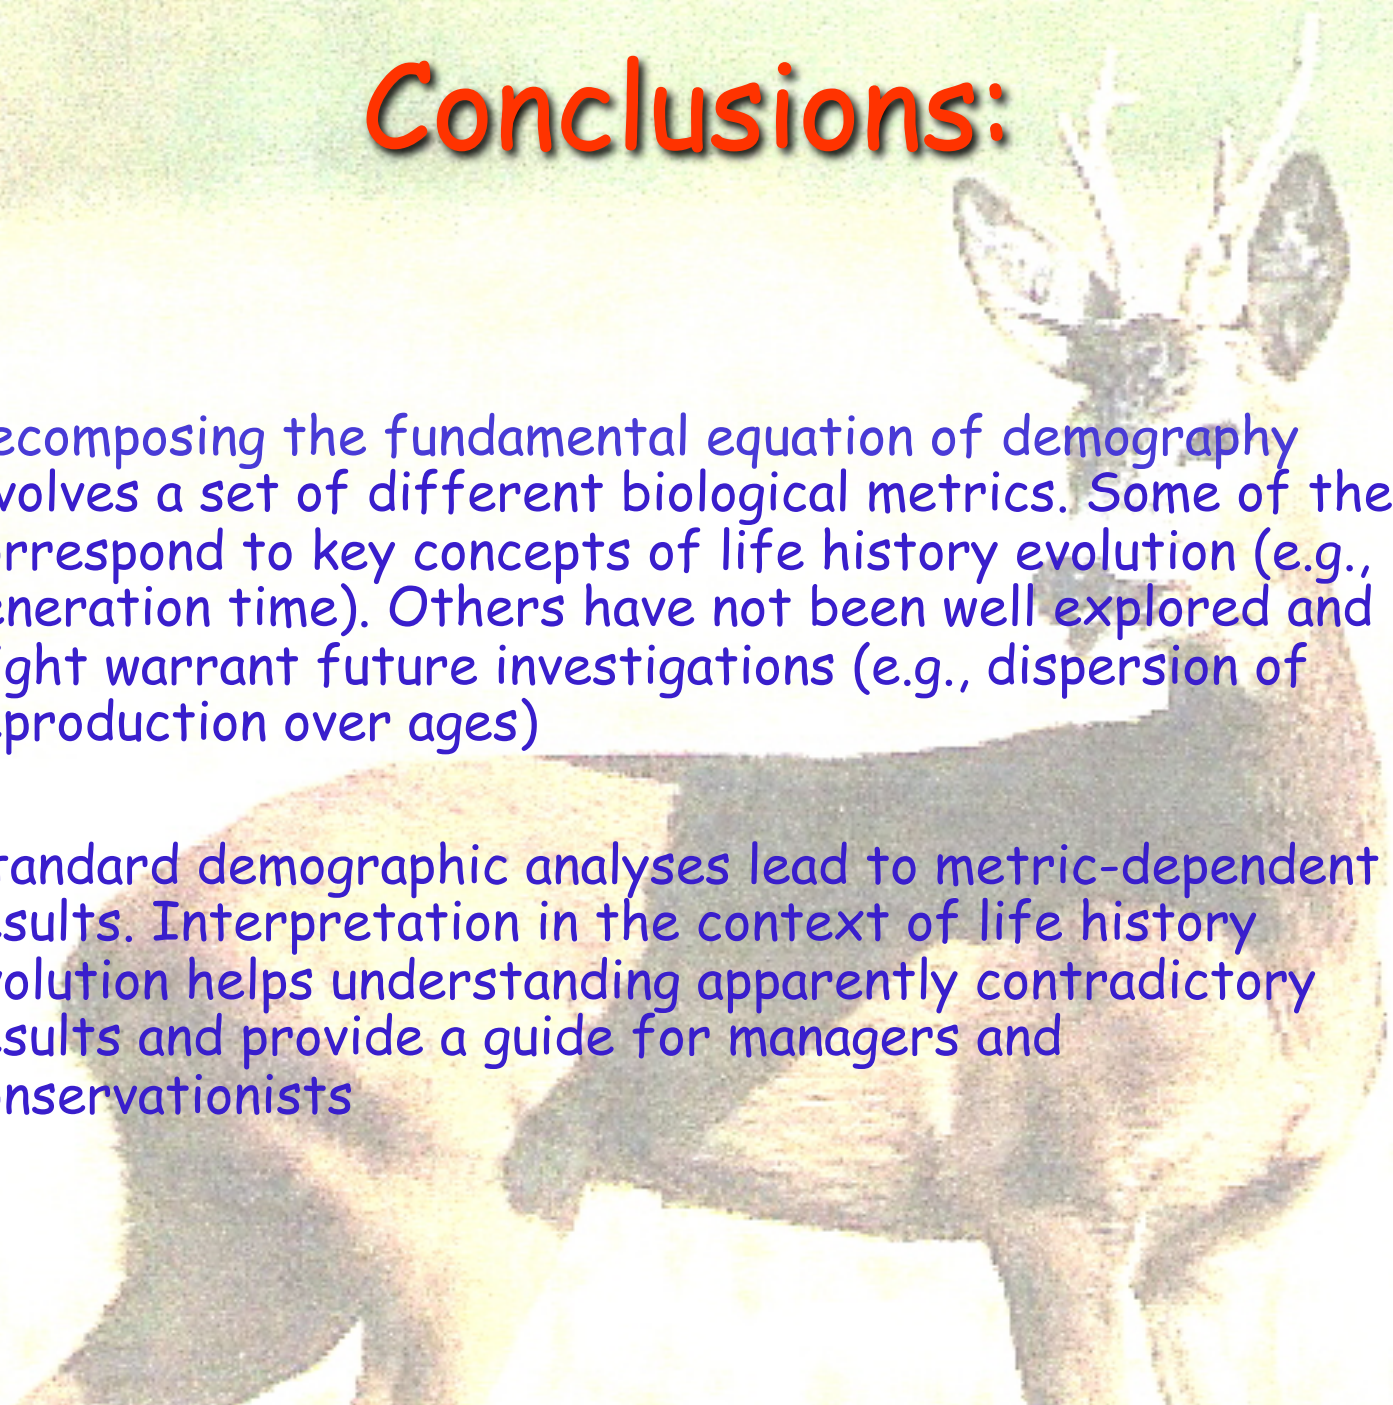 Conclusions:
ecomposing the fundamental equation of demography
volves a set of different biological metrics. Some of the
rrespond to key concepts of life history evolution (e.g.,
neration time). Others have not been well explored and
ght warrant future investigations (e.g., dispersion of
production over ages)
tandard demographic analyses lead to metric-dependent
sults. Interpretation in the context of life history
volution helps understanding apparently contradictory
sults and provide a guide for managers and
nservationists